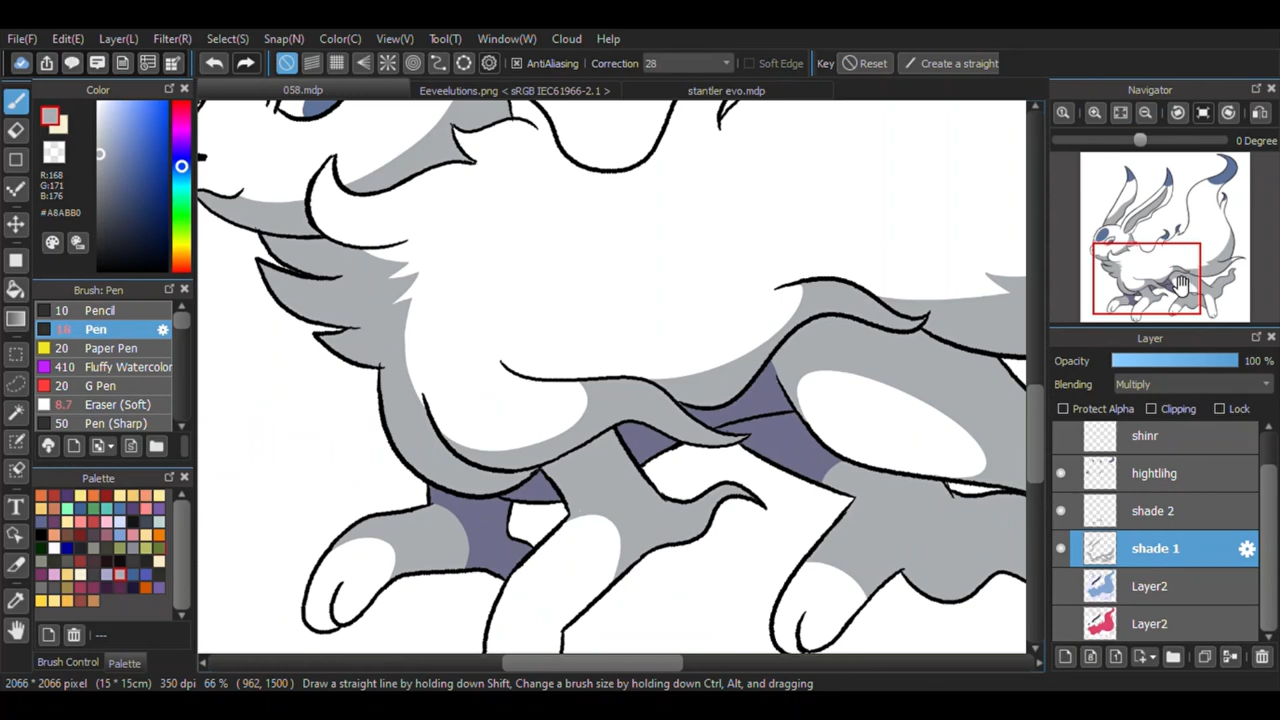 File(F) Edit(E) Layer(L) Filter(R) Select(S) Snap(N) Color(C) View(V) Tool(T) Window(W) Cloud Help
AntiAliasing Correction 28 Soft Edge Key Reset Create a straight
Color 058.mdp Eeveelutions.png < sRGB IEC61966-2.1 > stantler evo.mdp Navigator
0 Degree
R:168
G:171
B:176
#A8ABB0
Brush: Pen
10 Pencil
18 Pen
20 Paper Pen
410 Fluffy Watercolor
20 G Pen
8.7 Eraser (Soft)
50 Pen (Sharp)
Palette
---
Brush Control Palette
Layer
Opacity 100 %
Blending Multiply
Protect Alpha Clipping Lock
shinr
hightlihg
shade 2
shade 1
Layer2
Layer2
2066 * 2066 pixel (15 * 15cm) 350 dpi 66 % ( 962, 1500 ) Draw a straight line by holding down Shift, Change a brush size by holding down Ctrl, Alt, and dragging